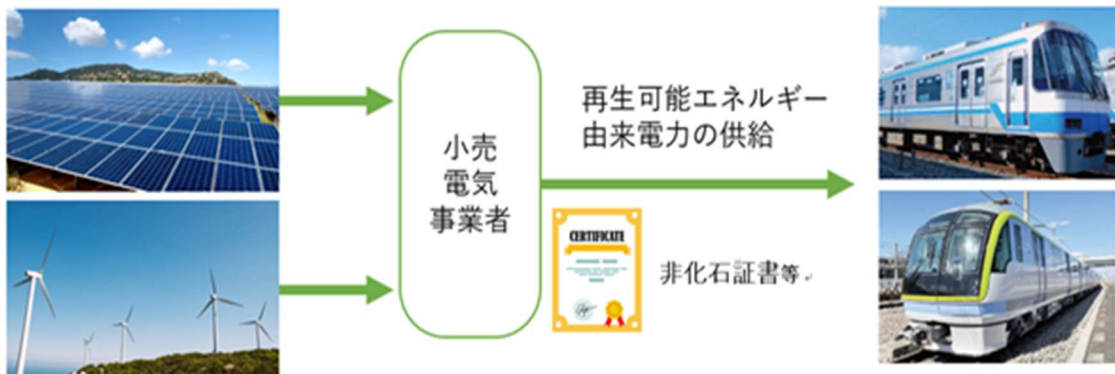 小売
電気
事業者
再生可能エネルギー
由来電力の供給
CERTIFICATE
非化石証書等